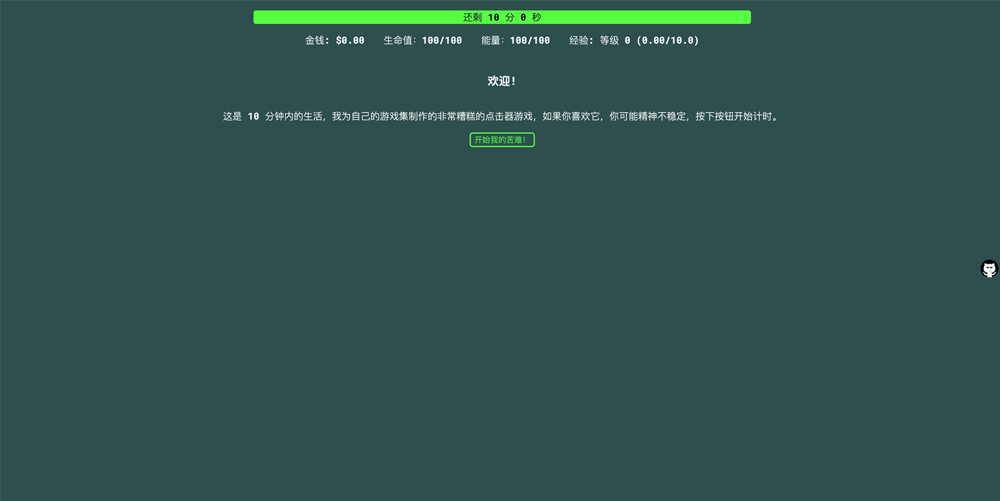 还剩 10 分 0 秒
金钱: $0.00 生命值: 100/100 能量: 100/100 经验: 等级 0 (0.00/10.0)
欢迎!
这是 10 分钟内的生活, 我为自己的游戏集制作的非常糟糕的点击器游戏, 如果你喜欢它, 你可能精神不稳定, 按下按钮开始计时。
开始我的苦难!